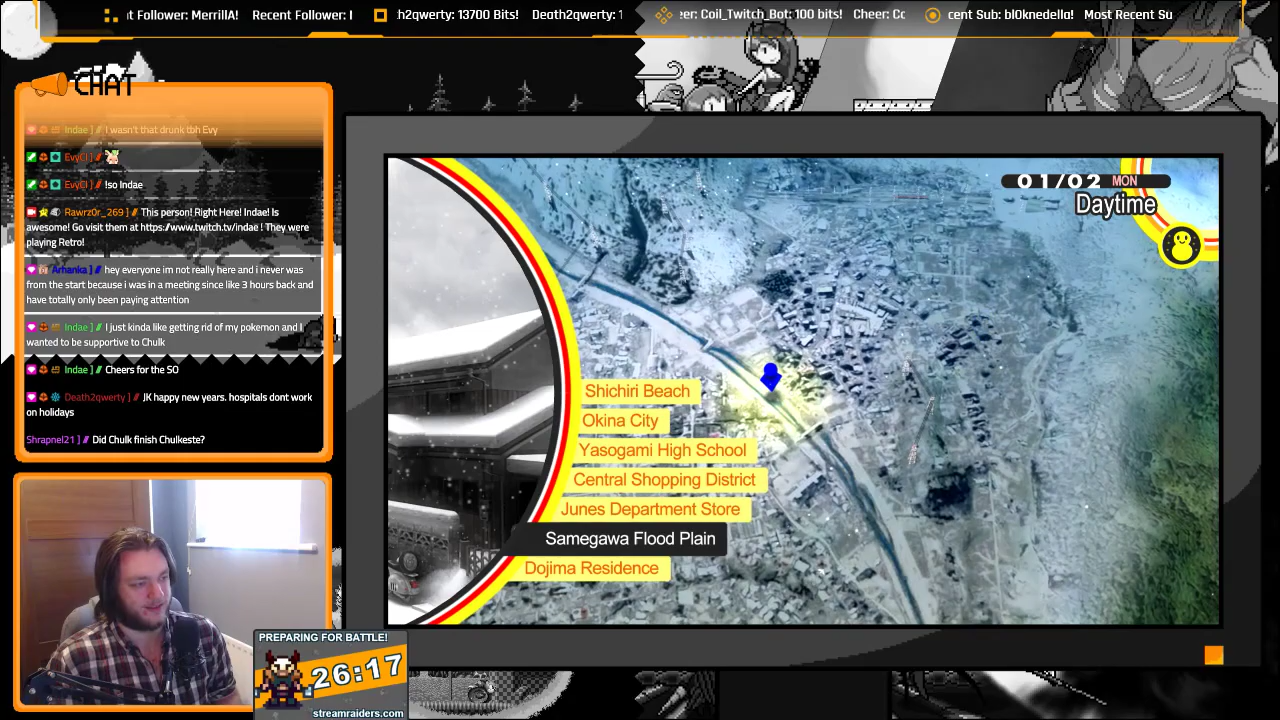 t Follower: MerrillA! Recent Follower: I
h2qwerty: 13700 Bits! Death2qwerty: 1
er: Coil_Twitch_Bot: 100 bits! Cheer: Co
cent Sub: bl0knedella! Most Recent Su
CHAT
Indae ] // I wasn't that drunk tbh Evy
EvyCl ] //
EvyCl ] // !so Indae
Rawrz0r_269 ] // This person! Right Here! Indae! Is
awesome! Go visit them at https://www.twitch.tv/indae ! They were
playing Retro!
Arhanka ] // hey everyone im not really here and i never was
from the start because i was in a meeting since like 3 hours back and
have totally only been paying attention
Indae ] // I just kinda like getting rid of my pokemon and I
wanted to be supportive to Chulk
Indae ] // Cheers for the SO
Death2qwerty ] // JK happy new years. hospitals dont work
on holidays
Shrapnel21 ] // Did Chulk finish Chulkeste?
01/02 MON
Daytime
Shichiri Beach
Okina City
Yasogami High School
Central Shopping District
Junes Department Store
Samegawa Flood Plain
Dojima Residence
PREPARING FOR BATTLE!
26:17
streamraiders.com